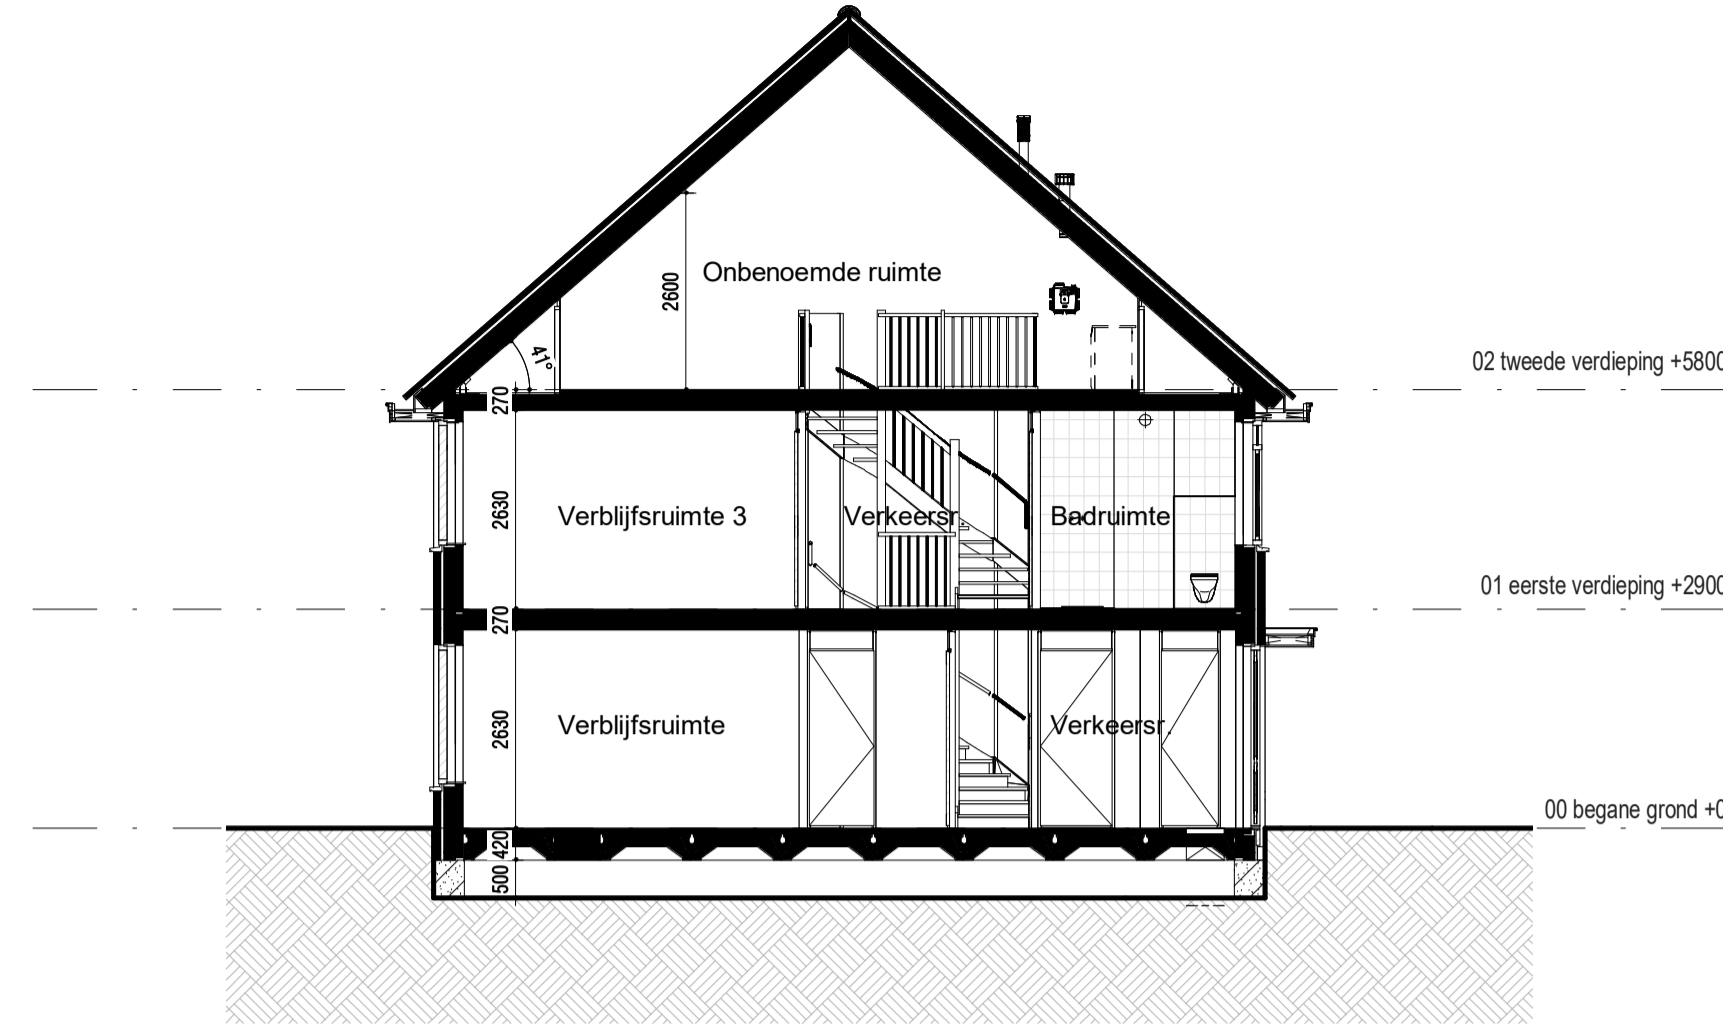 Onbenoemde ruimte
2600
41°
02 tweede verdieping +5800
270
2630
Verblijfsruimte 3
Verkeersr.
Badruimte
01 eerste verdieping +2900
270
2630
Verblijfsruimte
Verkeersr.
00 begane grond +0
420
500